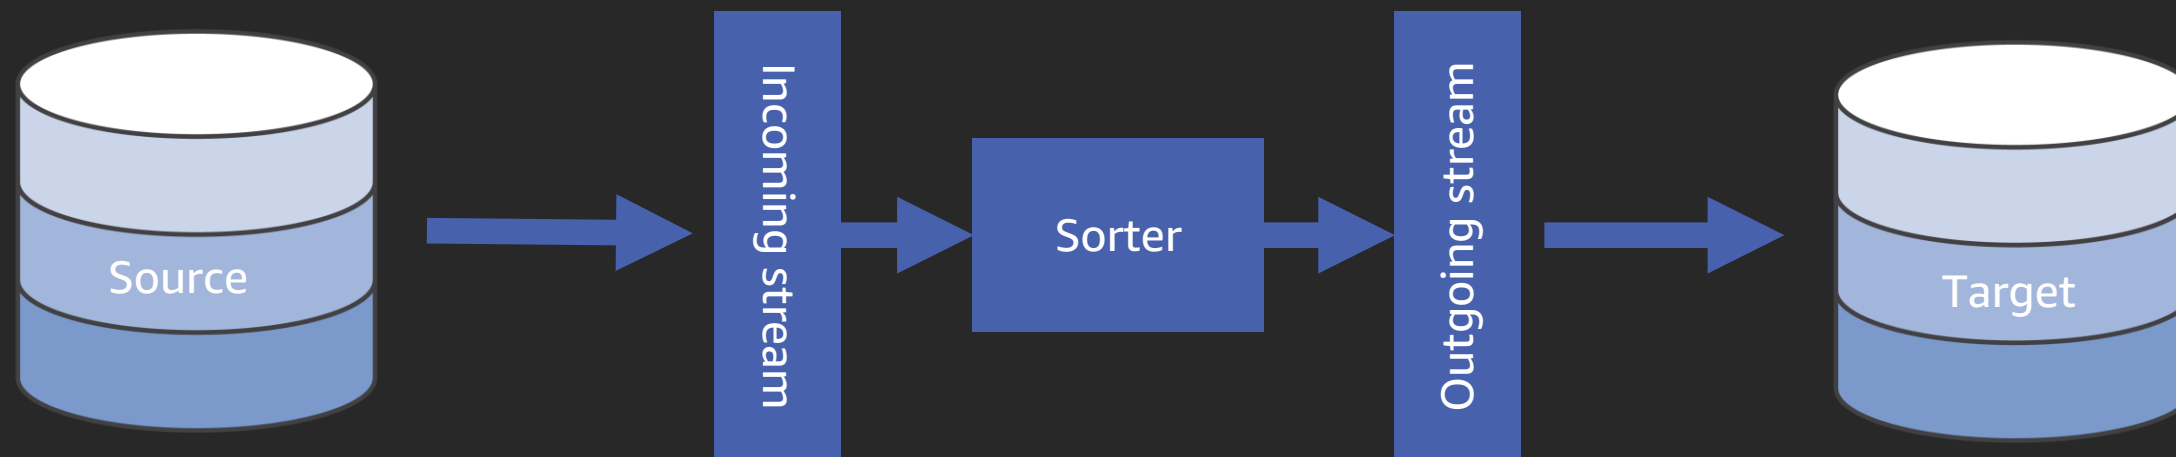 Source
Incoming stream
Sorter
Outgoing stream
Target